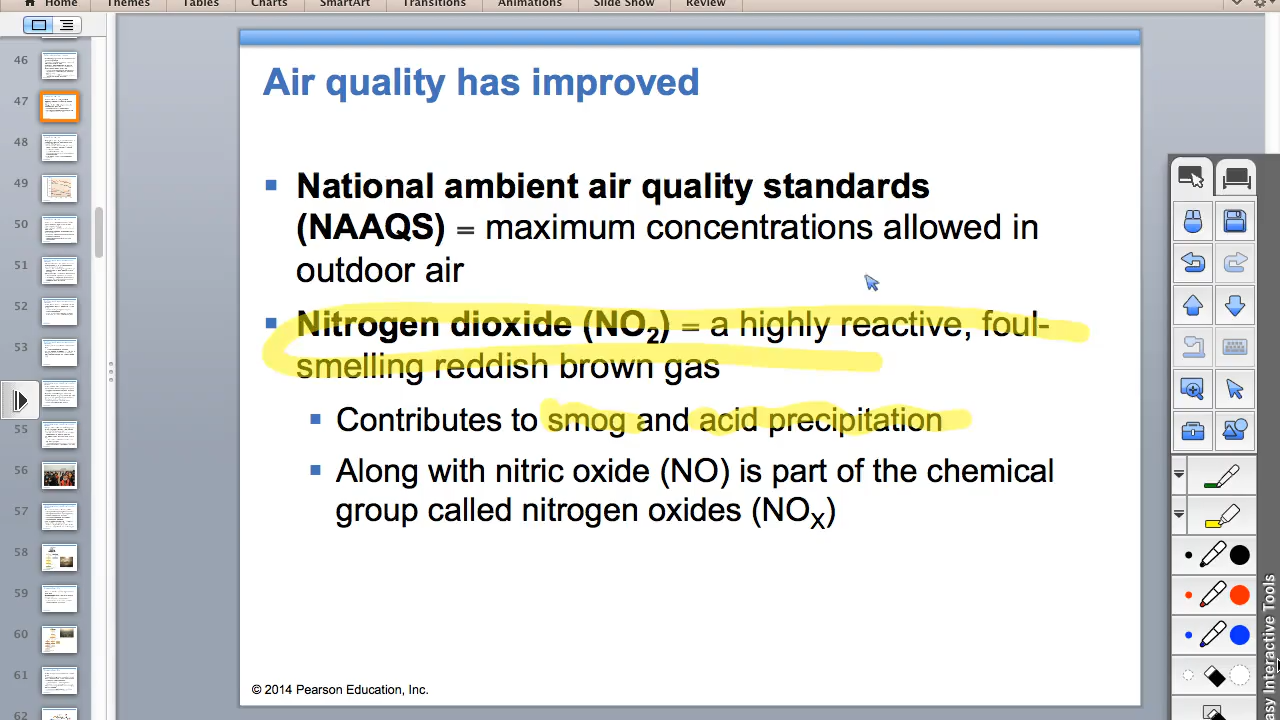 Home Themes Tables Charts SmartArt Transitions Animations Slide Show Review
46
47
48
49
50
51
52
53
55
56
57
58
59
60
61
62
Air quality has improved
National ambient air quality standards
(NAAQS) = maximum concentrations allowed in
outdoor air
Nitrogen dioxide (NO₂) = a highly reactive, foul-
smelling reddish brown gas
Contributes to smog and acid precipitation
Along with nitric oxide (NO) is part of the chemical
group called nitrogen oxides (NOX)
© 2014 Pearson Education, Inc.
Interactive Tools